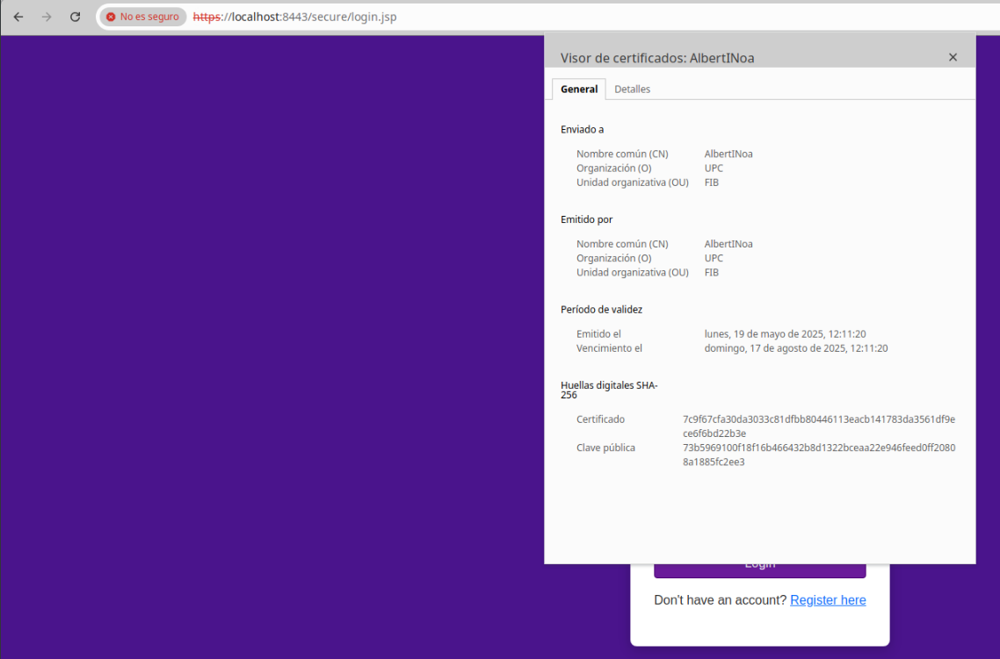 No es seguro https://localhost:8443/secure/login.jsp
Visor de certificados: AlbertINoa
General Detalles
Enviado a
Nombre común (CN) AlbertINoa
Organización (O) UPC
Unidad organizativa (OU) FIB
Emitido por
Nombre común (CN) AlbertINoa
Organización (O) UPC
Unidad organizativa (OU) FIB
Período de validez
Emitido el lunes, 19 de mayo de 2025, 12:11:20
Vencimiento el domingo, 17 de agosto de 2025, 12:11:20
Huellas digitales SHA-
256
Certificado 7c9f67cfa30da3033c81dfbb80446113eacb141783da3561df9e
ce6f6bd22b3e
Clave pública 73b5969100f18f16b466432b8d1322bceaa22e946feed0ff2080
8a1885fc2ee3
Login
Don't have an account? Register here